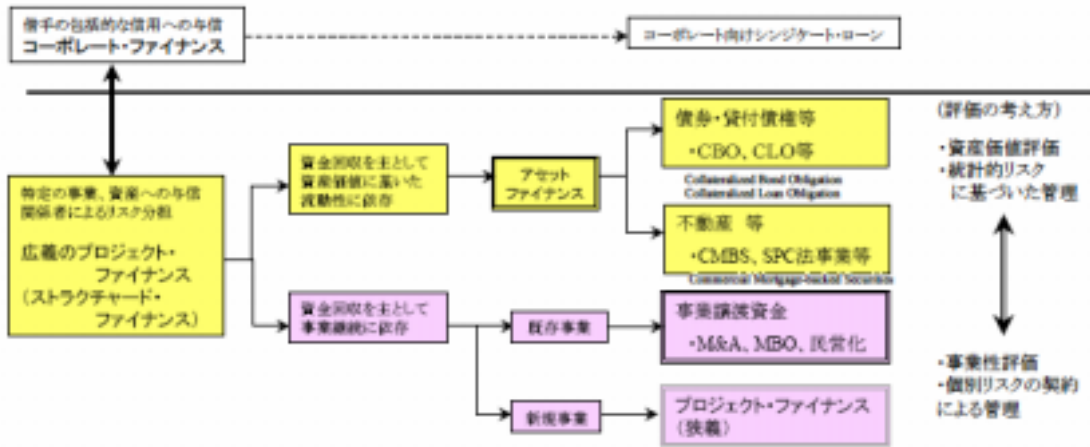 借手の包括的な信用への与信
コーポレート・ファイナンス
コーポレート向けシンジケート・ローン
(評価の考え方)
・資産価値評価
・統計的リスク
に基づいた管理
特定の事業、資産への与信
関係者によるリスク分担
広義のプロジェクト・
ファイナンス
(ストラクチャード・
ファイナンス)
資金回収を主として
資産価値に基いた
流動性に依存
アセット
ファイナンス
債券・貸付債権等
・CBO、CLO等
Collateralized Bond Obligation
Collateralized Loan Obligation
不動産 等
・CMBS、SPC法事業等
Commercial Mortgage-backed Securities
資金回収を主として
事業継続に依存
既存事業
事業譲渡資金
・M&A、MBO、民営化
新規事業
プロジェクト・ファイナンス
(狭義)
・事業性評価
・個別リスクの契約
による管理